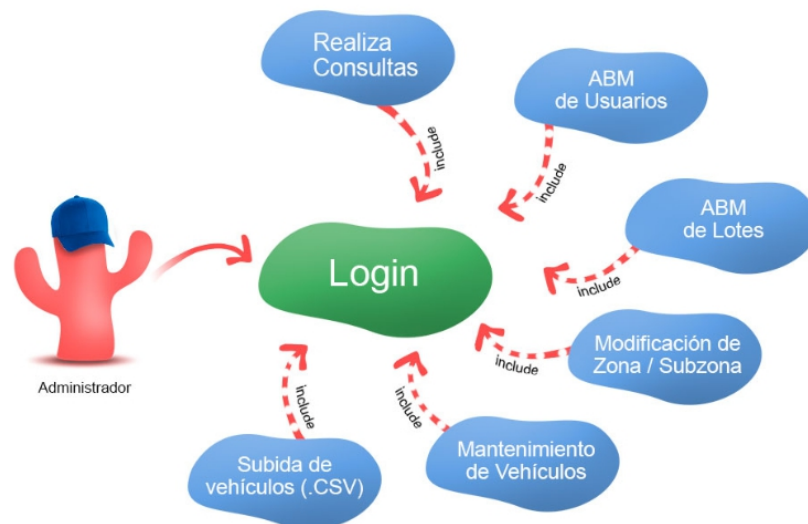 Realiza
Consultas
include
ABM
de Usuarios
include
ABM
de Lotes
include
Login
Administrador
Modificación de
Zona / Subzona
include
Mantenimiento
de Vehículos
include
Subida de
vehículos (.CSV)
include